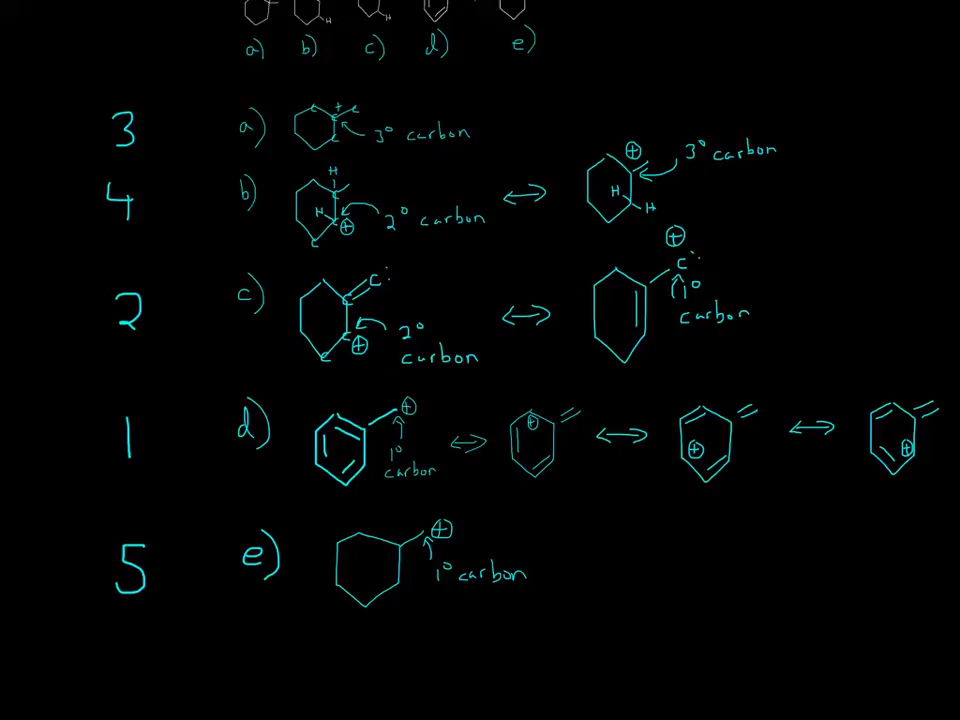 H H
a) b) c) d) e)
3 a) c + c c c 3° carbon
4 b) H H c c ⊕ c 2° carbon ↔ ⊕ H H 3° carbon
2 c) c: c c ⊕ c 2° carbon ↔ ⊕ c: 1° carbon
1 d) ⊕ 1° carbon ↔ ⊕ ↔ ⊕ ↔ ⊕
5 e) ⊕ 1° carbon